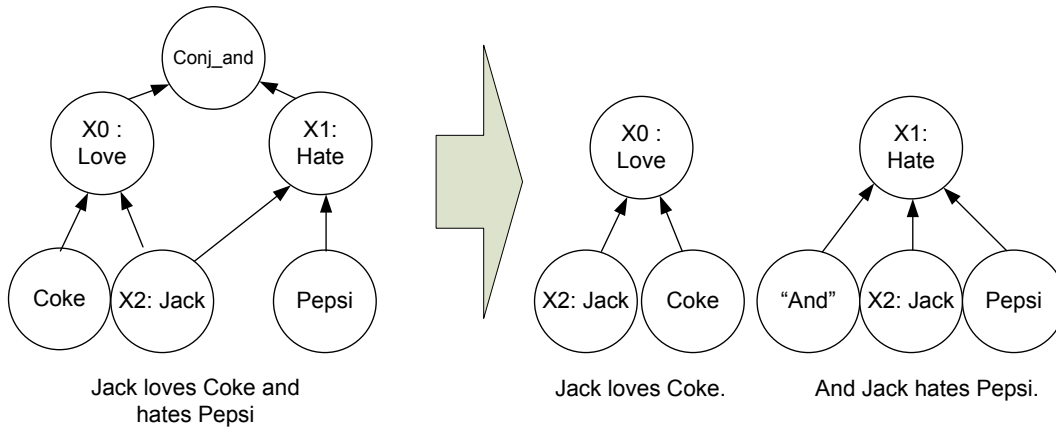 Conj_and
X0 :
Love
X1:
Hate
Coke
X2: Jack
Pepsi
Jack loves Coke and
hates Pepsi
X0 :
Love
X2: Jack
Coke
Jack loves Coke.
X1:
Hate
“And”
X2: Jack
Pepsi
And Jack hates Pepsi.